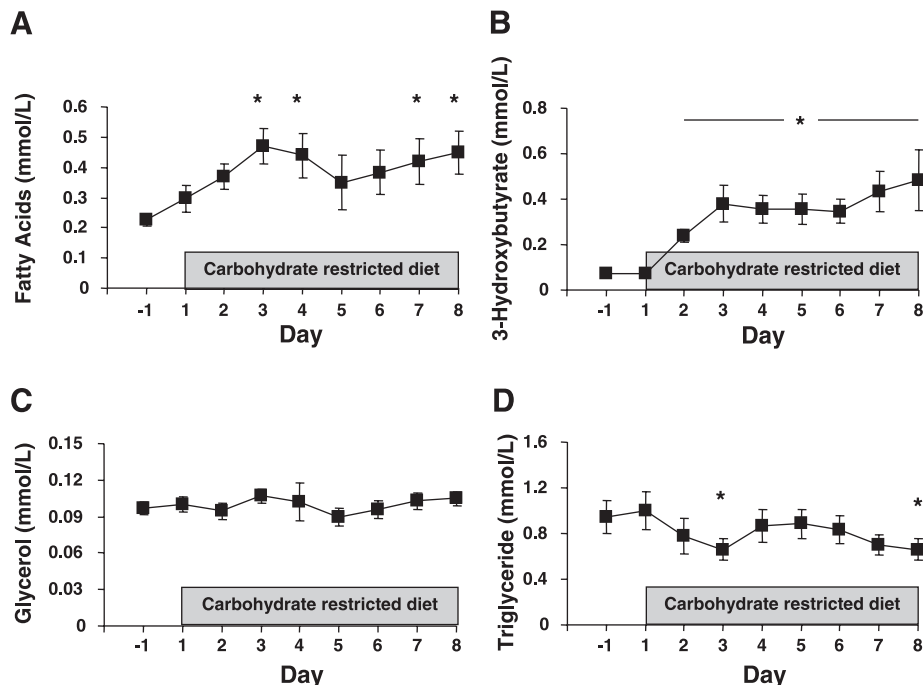 A
Fatty Acids (mmol/L)
* * * *
0.6
0.5
0.4
0.3
0.2
0.1
0
Carbohydrate restricted diet
-1 1 2 3 4 5 6 7 8
Day
B
3-Hydroxybutyrate (mmol/L)
0.8
*
0.6
0.4
0.2
0
Carbohydrate restricted diet
-1 1 2 3 4 5 6 7 8
Day
C
Glycerol (mmol/L)
0.15
0.12
0.09
0.06
0.03
0
Carbohydrate restricted diet
-1 1 2 3 4 5 6 7 8
Day
D
Triglyceride (mmol/L)
1.6
1.2
* *
0.8
0.4
0
Carbohydrate restricted diet
-1 1 2 3 4 5 6 7 8
Day